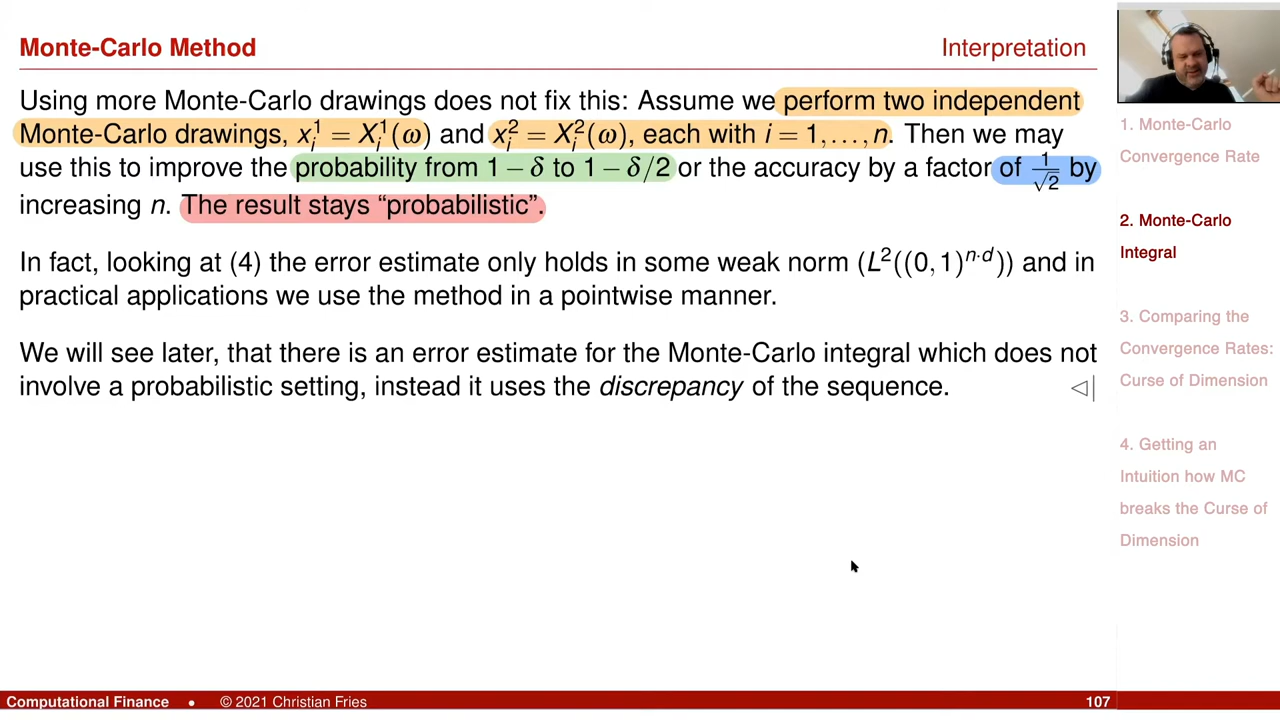 Monte-Carlo Method
Interpretation
Using more Monte-Carlo drawings does not fix this: Assume we perform two independent
Monte-Carlo drawings, x_i^1 = X_i^1(ω) and x_i^2 = X_i^2(ω), each with i = 1, …, n. Then we may
use this to improve the probability from 1 − δ to 1 − δ/2 or the accuracy by a factor of 1/√2 by
increasing n. The result stays “probabilistic”.
In fact, looking at (4) the error estimate only holds in some weak norm (L²((0, 1)^{n·d})) and in
practical applications we use the method in a pointwise manner.
We will see later, that there is an error estimate for the Monte-Carlo integral which does not
involve a probabilistic setting, instead it uses the discrepancy of the sequence. ◁|
1. Monte-Carlo
Convergence Rate
2. Monte-Carlo
Integral
3. Comparing the
Convergence Rates:
Curse of Dimension
4. Getting an
Intuition how MC
breaks the Curse of
Dimension
Computational Finance • © 2021 Christian Fries
107